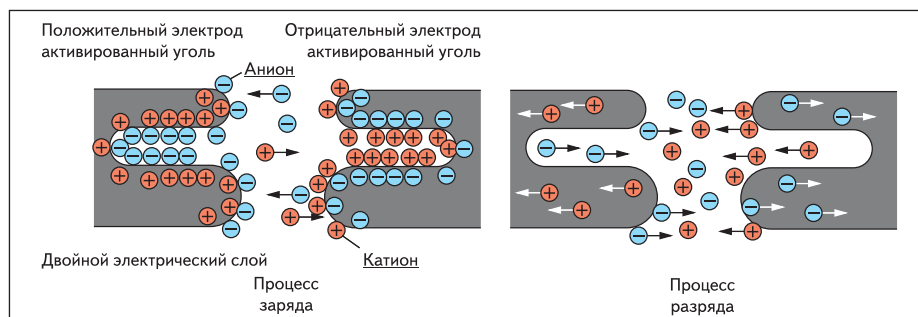 Положительный электрод
активированный уголь
Отрицательный электрод
активированный уголь
Анион
Двойной электрический слой
Катион
Процесс
заряда
Процесс
разряда